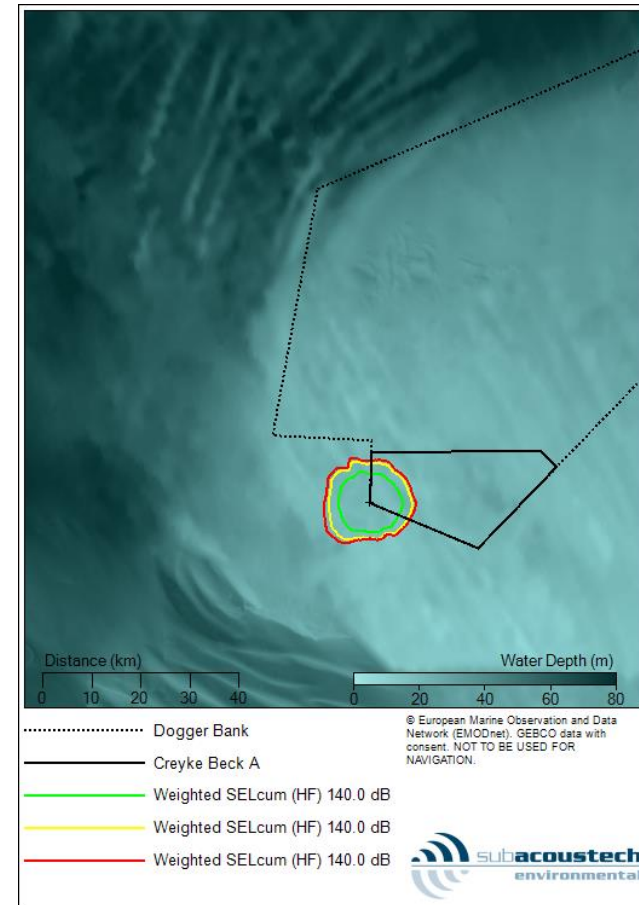 Distance (km)
0 10 20 30 40
Water Depth (m)
0 20 40 60 80
Dogger Bank
Creyke Beck A
Weighted SELcum (HF) 140.0 dB
Weighted SELcum (HF) 140.0 dB
Weighted SELcum (HF) 140.0 dB
© European Marine Observation and Data
Network (EMODnet). GEBCO data with
consent. NOT TO BE USED FOR
NAVIGATION.
subacoustech
environmental